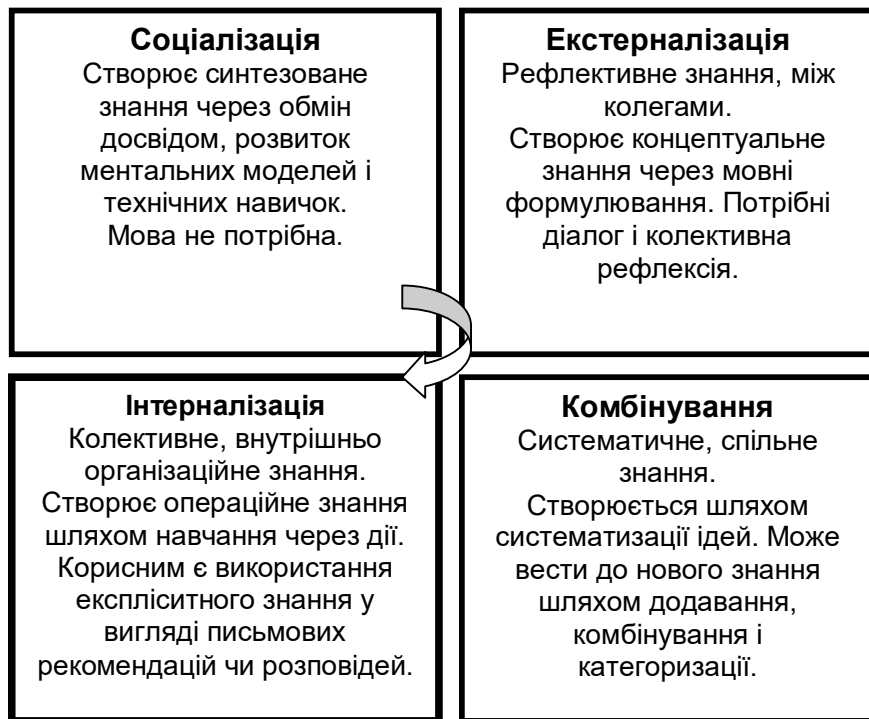 Соціалізація
Створює синтезоване
знання через обмін
досвідом, розвиток
ментальних моделей і
технічних навичок.
Мова не потрібна.
Екстерналізація
Рефлективне знання, між
колегами.
Створює концептуальне
знання через мовні
формулювання. Потрібні
діалог і колективна
рефлексія.
Інтерналізація
Колективне, внутрішньо
організаційне знання.
Створює операційне знання
шляхом навчання через дії.
Корисним є використання
експліситного знання у
вигляді письмових
рекомендацій чи розповідей.
Комбінування
Систематичне, спільне
знання.
Створюється шляхом
систематизації ідей. Може
вести до нового знання
шляхом додавання,
комбінування і
категоризації.